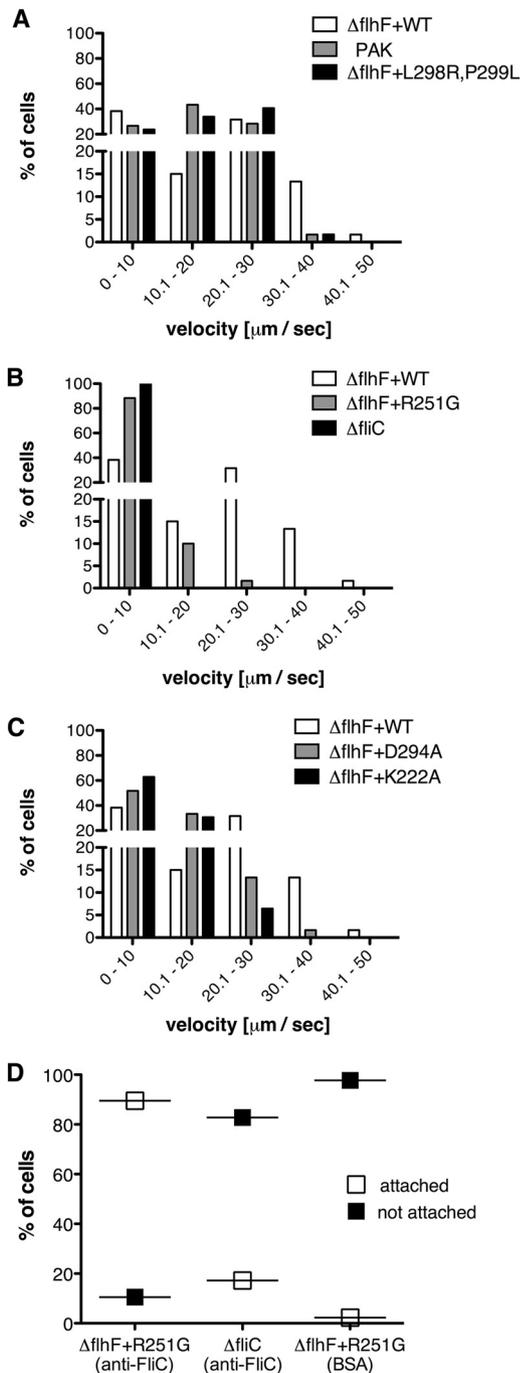 A
ΔflhF+WT
PAK
ΔflhF+L298R,P299L
% of cells
100
80
60
40
20
20
15
10
5
0
0 - 10
10.1 - 20
20.1 - 30
30.1 - 40
40.1 - 50
velocity [μm / sec]
B
ΔflhF+WT
ΔflhF+R251G
ΔfliC
% of cells
100
80
60
40
20
20
15
10
5
0
0 - 10
10.1 - 20
20.1 - 30
30.1 - 40
40.1 - 50
velocity [μm / sec]
C
ΔflhF+WT
ΔflhF+D294A
ΔflhF+K222A
% of cells
100
80
60
40
20
20
15
10
5
0
0 - 10
10.1 - 20
20.1 - 30
30.1 - 40
40.1 - 50
velocity [μm / sec]
D
% of cells
100
80
60
40
20
0
attached
not attached
ΔflhF+R251G ΔfliC ΔflhF+R251G
(anti-FliC) (anti-FliC) (BSA)